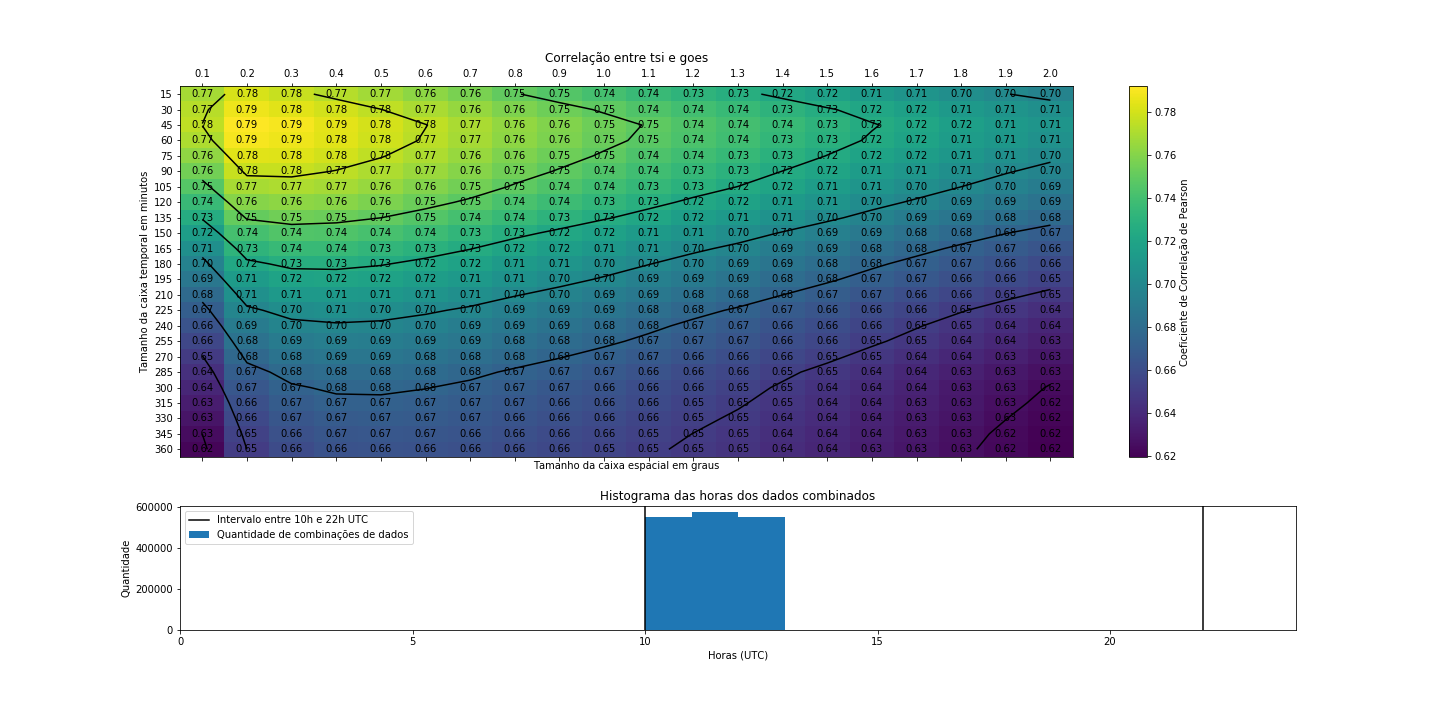 Correlação entre tsi e goes
0.1 0.2 0.3 0.4 0.5 0.6 0.7 0.8 0.9 1.0 1.1 1.2 1.3 1.4 1.5 1.6 1.7 1.8 1.9 2.0
15 0.77 0.78 0.78 0.77 0.77 0.76 0.76 0.75 0.75 0.74 0.74 0.73 0.73 0.72 0.72 0.71 0.71 0.70 0.70 0.70
30 0.77 0.79 0.78 0.78 0.78 0.77 0.76 0.76 0.75 0.75 0.74 0.74 0.74 0.73 0.73 0.72 0.72 0.71 0.71 0.71
45 0.78 0.79 0.79 0.79 0.78 0.78 0.77 0.76 0.76 0.75 0.75 0.74 0.74 0.73 0.73 0.73 0.72 0.72 0.71 0.71
60 0.77 0.79 0.79 0.78 0.78 0.77 0.77 0.76 0.76 0.75 0.75 0.74 0.74 0.73 0.73 0.72 0.72 0.71 0.71 0.71
75 0.76 0.78 0.78 0.78 0.78 0.77 0.76 0.76 0.75 0.75 0.74 0.74 0.73 0.73 0.72 0.72 0.72 0.71 0.71 0.70
90 0.76 0.78 0.78 0.77 0.77 0.76 0.76 0.75 0.75 0.74 0.74 0.73 0.73 0.72 0.72 0.71 0.71 0.71 0.70 0.70
105 0.75 0.77 0.77 0.77 0.76 0.76 0.75 0.75 0.74 0.74 0.73 0.73 0.72 0.72 0.71 0.71 0.70 0.70 0.70 0.69
120 0.74 0.76 0.76 0.76 0.76 0.75 0.75 0.74 0.74 0.73 0.73 0.72 0.72 0.71 0.71 0.70 0.70 0.69 0.69 0.69
135 0.73 0.75 0.75 0.75 0.75 0.75 0.74 0.74 0.73 0.73 0.72 0.72 0.71 0.71 0.70 0.70 0.69 0.69 0.68 0.68
150 0.72 0.74 0.74 0.74 0.74 0.74 0.73 0.73 0.72 0.72 0.71 0.71 0.70 0.70 0.69 0.69 0.68 0.68 0.68 0.67
165 0.71 0.73 0.74 0.74 0.73 0.73 0.73 0.72 0.72 0.71 0.71 0.70 0.70 0.69 0.69 0.68 0.68 0.67 0.67 0.66
180 0.70 0.72 0.73 0.73 0.73 0.72 0.72 0.71 0.71 0.70 0.70 0.70 0.69 0.69 0.68 0.68 0.67 0.67 0.66 0.66
195 0.69 0.71 0.72 0.72 0.72 0.72 0.71 0.71 0.70 0.70 0.69 0.69 0.69 0.68 0.68 0.67 0.67 0.66 0.66 0.65
210 0.68 0.71 0.71 0.71 0.71 0.71 0.71 0.70 0.70 0.69 0.69 0.68 0.68 0.68 0.67 0.67 0.66 0.66 0.65 0.65
225 0.67 0.70 0.70 0.71 0.70 0.70 0.70 0.69 0.69 0.69 0.68 0.68 0.67 0.67 0.66 0.66 0.66 0.65 0.65 0.64
240 0.66 0.69 0.70 0.70 0.70 0.70 0.69 0.69 0.69 0.68 0.68 0.67 0.67 0.66 0.66 0.65 0.65 0.65 0.64 0.64
255 0.66 0.68 0.69 0.69 0.69 0.69 0.69 0.68 0.68 0.68 0.67 0.67 0.66 0.66 0.65 0.65 0.64 0.64 0.64 0.63
270 0.65 0.68 0.68 0.69 0.69 0.68 0.68 0.68 0.68 0.67 0.67 0.66 0.66 0.65 0.65 0.65 0.64 0.64 0.63 0.63
285 0.64 0.67 0.68 0.68 0.68 0.68 0.68 0.67 0.67 0.67 0.66 0.66 0.65 0.65 0.65 0.64 0.64 0.63 0.63 0.63
300 0.64 0.67 0.67 0.68 0.68 0.68 0.67 0.67 0.67 0.66 0.66 0.66 0.65 0.65 0.64 0.64 0.64 0.63 0.63 0.62
315 0.63 0.66 0.67 0.67 0.67 0.67 0.67 0.67 0.66 0.66 0.66 0.65 0.65 0.65 0.64 0.64 0.63 0.63 0.63 0.62
330 0.63 0.66 0.67 0.67 0.67 0.67 0.67 0.66 0.66 0.66 0.65 0.65 0.65 0.64 0.64 0.64 0.63 0.63 0.63 0.62
345 0.63 0.65 0.66 0.67 0.67 0.67 0.66 0.66 0.66 0.66 0.65 0.65 0.65 0.64 0.64 0.63 0.63 0.63 0.62 0.62
360 0.62 0.65 0.66 0.66 0.66 0.66 0.66 0.66 0.66 0.65 0.65 0.65 0.64 0.64 0.64 0.63 0.63 0.63 0.62 0.62
Tamanho da caixa temporal em minutos
Tamanho da caixa espacial em graus
0.78
0.76
0.74
0.72
0.70
0.68
0.66
0.64
0.62
Coeficiente de Correlação de Pearson
Histograma das horas dos dados combinados
Intervalo entre 10h e 22h UTC
Quantidade de combinações de dados
600000
400000
200000
0
Quantidade
0 5 10 15 20
Horas (UTC)